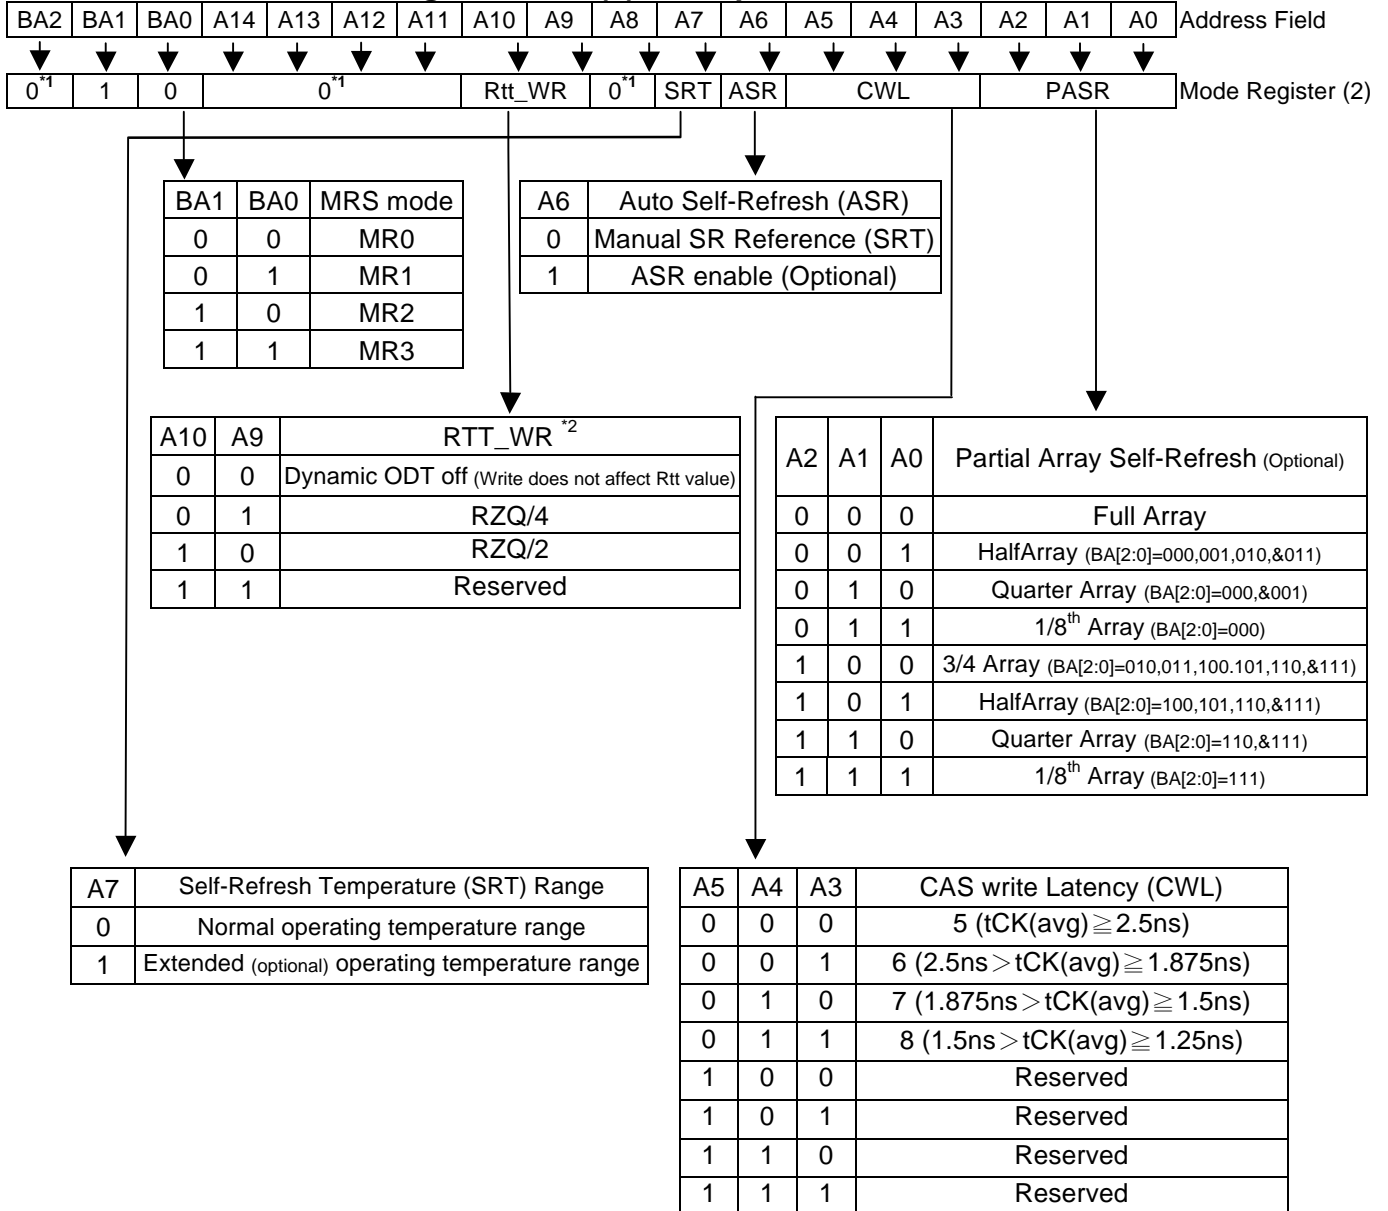 BA2 BA1 BA0 A14 A13 A12 A11 A10 A9 A8 A7 A6 A5 A4 A3 A2 A1 A0 Address Field
0*1 1 0 0*1 Rtt_WR 0*1 SRT ASR CWL PASR Mode Register (2)
BA1 BA0 MRS mode
0 0 MR0
0 1 MR1
1 0 MR2
1 1 MR3
A6 Auto Self-Refresh (ASR)
0 Manual SR Reference (SRT)
1 ASR enable (Optional)
A10 A9 RTT_WR *2
0 0 Dynamic ODT off (Write does not affect Rtt value)
0 1 RZQ/4
1 0 RZQ/2
1 1 Reserved
A2 A1 A0 Partial Array Self-Refresh (Optional)
0 0 0 Full Array
0 0 1 HalfArray (BA[2:0]=000,001,010,&011)
0 1 0 Quarter Array (BA[2:0]=000,&001)
0 1 1 1/8th Array (BA[2:0]=000)
1 0 0 3/4 Array (BA[2:0]=010,011,100.101,110,&111)
1 0 1 HalfArray (BA[2:0]=100,101,110,&111)
1 1 0 Quarter Array (BA[2:0]=110,&111)
1 1 1 1/8th Array (BA[2:0]=111)
A7 Self-Refresh Temperature (SRT) Range
0 Normal operating temperature range
1 Extended (optional) operating temperature range
A5 A4 A3 CAS write Latency (CWL)
0 0 0 5 (tCK(avg)≧2.5ns)
0 0 1 6 (2.5ns>tCK(avg)≧1.875ns)
0 1 0 7 (1.875ns>tCK(avg)≧1.5ns)
0 1 1 8 (1.5ns>tCK(avg)≧1.25ns)
1 0 0 Reserved
1 0 1 Reserved
1 1 0 Reserved
1 1 1 Reserved